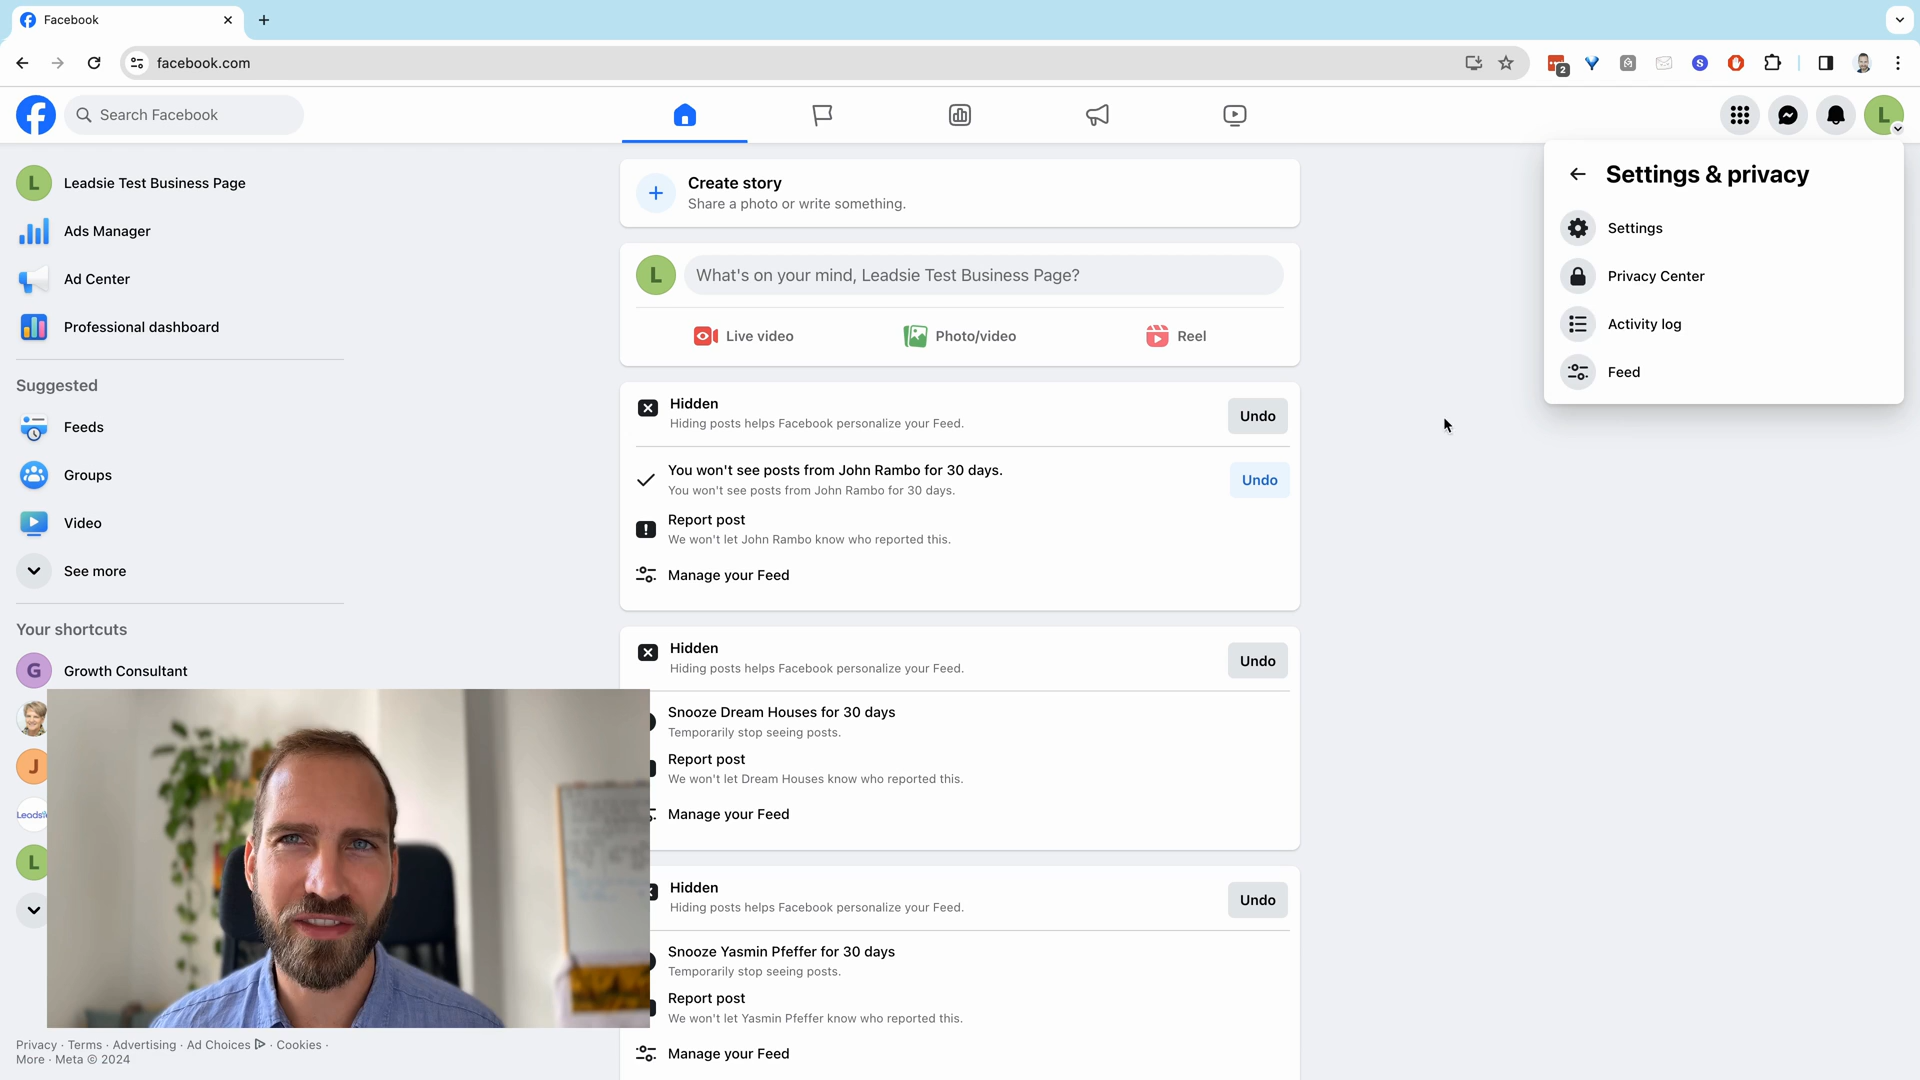 Facebook
facebook.com
2
S
Search Facebook
L
Leadsie Test Business Page
Ads Manager
Ad Center
Professional dashboard
Suggested
Feeds
Groups
Video
See more
Your shortcuts
G
Growth Consultant
J
Leadsie
L
Privacy · Terms · Advertising · Ad Choices · Cookies ·
More · Meta © 2024
Create story
Share a photo or write something.
L
What's on your mind, Leadsie Test Business Page?
Live video
Photo/video
Reel
Hidden
Hiding posts helps Facebook personalize your Feed.
Undo
You won't see posts from John Rambo for 30 days.
You won't see posts from John Rambo for 30 days.
Undo
Report post
We won't let John Rambo know who reported this.
Manage your Feed
Hidden
Hiding posts helps Facebook personalize your Feed.
Undo
Snooze Dream Houses for 30 days
Temporarily stop seeing posts.
Report post
We won't let Dream Houses know who reported this.
Manage your Feed
Hidden
Hiding posts helps Facebook personalize your Feed.
Undo
Snooze Yasmin Pfeffer for 30 days
Temporarily stop seeing posts.
Report post
We won't let Yasmin Pfeffer know who reported this.
Manage your Feed
L
Settings & privacy
Settings
Privacy Center
Activity log
Feed